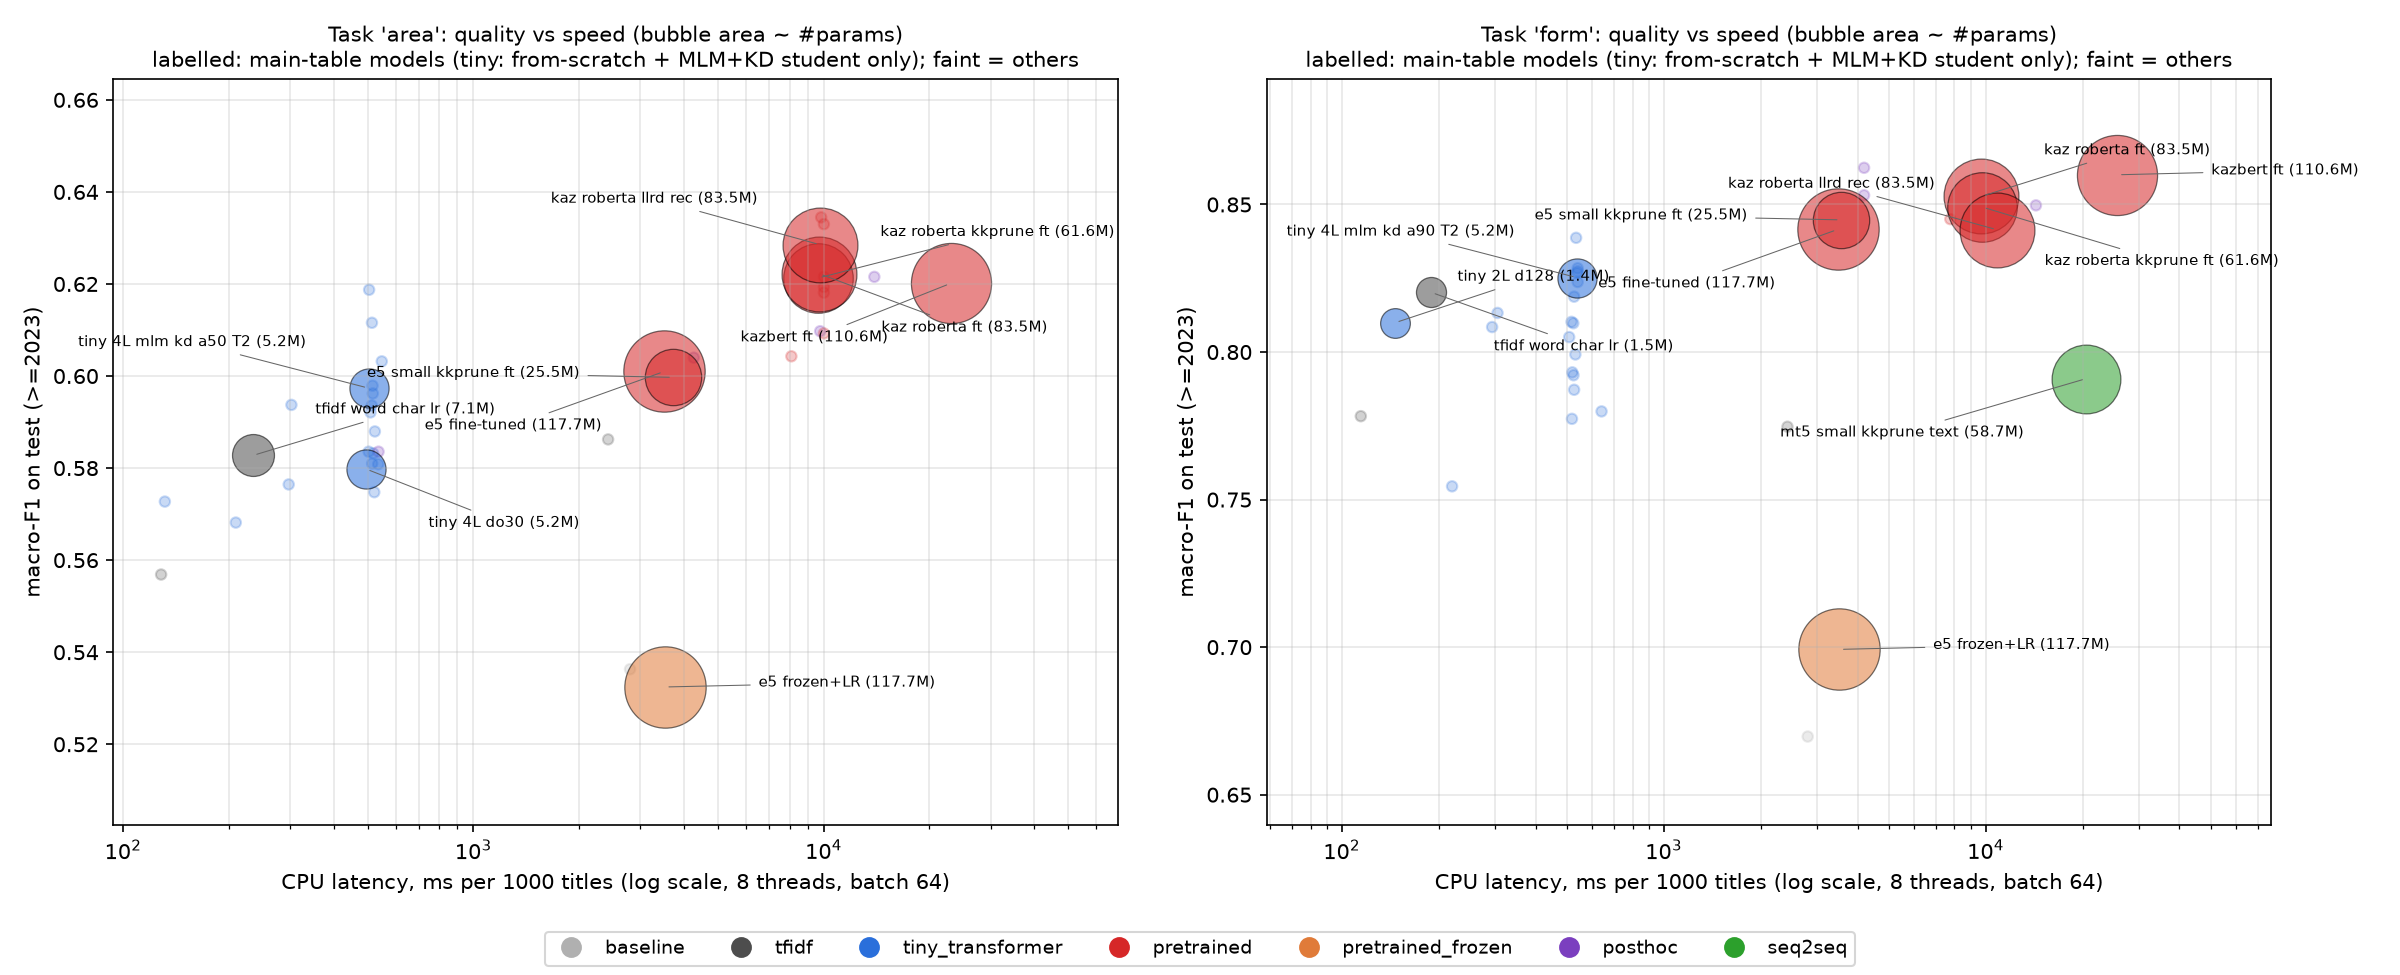 Task 'area': quality vs speed (bubble area ~ #params)
labelled: main-table models (tiny: from-scratch + MLM+KD student only); faint = others
macro-F1 on test (>=2023)
0.66
0.64
0.62
0.60
0.58
0.56
0.54
0.52
kaz roberta llrd rec (83.5M)
kaz roberta kkprune ft (61.6M)
kaz roberta ft (83.5M)
kazbert ft (110.6M)
tiny 4L mlm kd a50 T2 (5.2M)
e5 small kkprune ft (25.5M)
tfidf word char lr (7.1M)
e5 fine-tuned (117.7M)
tiny 4L do30 (5.2M)
e5 frozen+LR (117.7M)
10²
10³
10⁴
CPU latency, ms per 1000 titles (log scale, 8 threads, batch 64)
Task 'form': quality vs speed (bubble area ~ #params)
labelled: main-table models (tiny: from-scratch + MLM+KD student only); faint = others
macro-F1 on test (>=2023)
0.85
0.80
0.75
0.70
0.65
kaz roberta ft (83.5M)
kazbert ft (110.6M)
kaz roberta llrd rec (83.5M)
e5 small kkprune ft (25.5M)
tiny 4L mlm kd a90 T2 (5.2M)
kaz roberta kkprune ft (61.6M)
tiny 2L d128 (1.4M)
e5 fine-tuned (117.7M)
tfidf word char lr (1.5M)
mt5 small kkprune text (58.7M)
e5 frozen+LR (117.7M)
10²
10³
10⁴
CPU latency, ms per 1000 titles (log scale, 8 threads, batch 64)
baseline
tfidf
tiny_transformer
pretrained
pretrained_frozen
posthoc
seq2seq